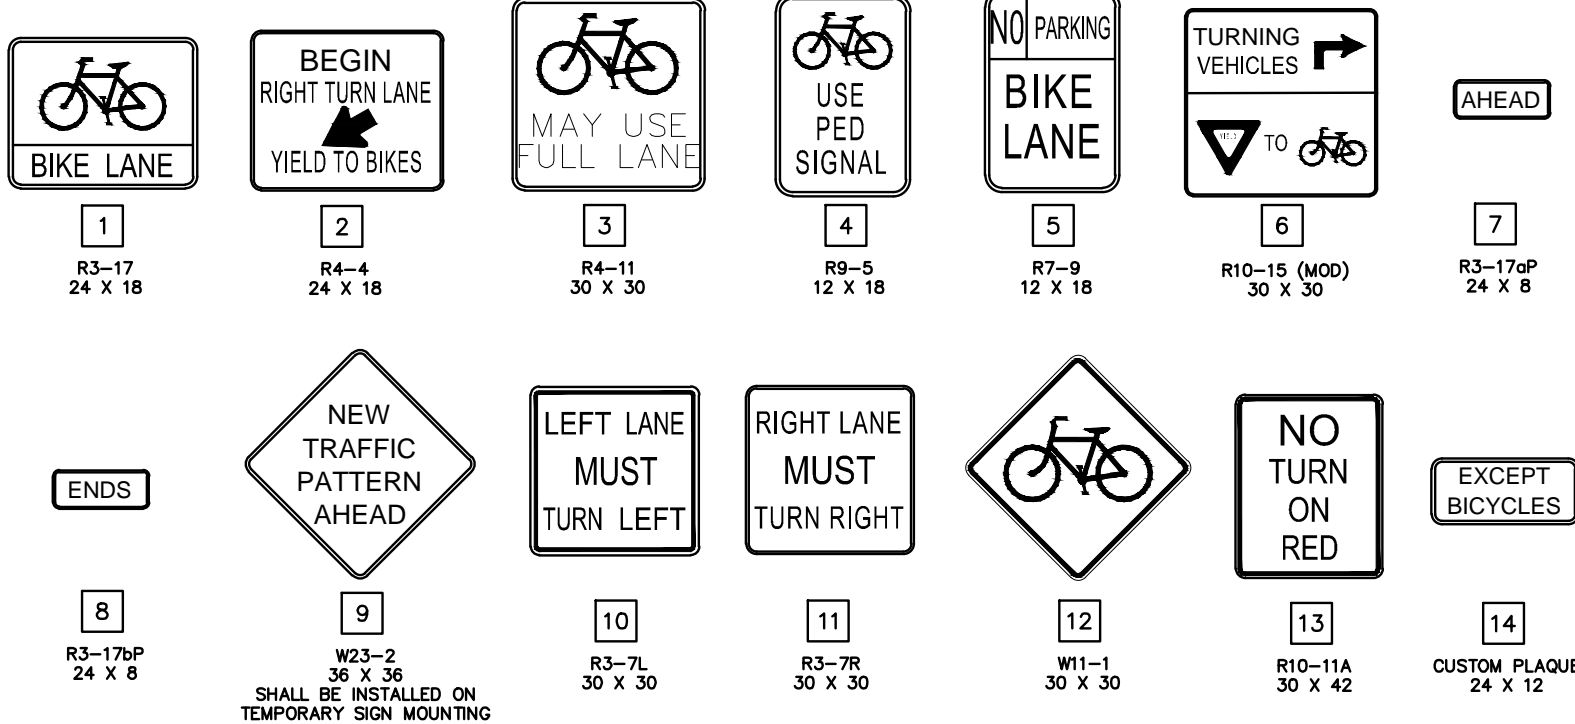 BIKE LANE
1
R3-17
24 X 18
BEGIN
RIGHT TURN LANE
YIELD TO BIKES
2
R4-4
24 X 18
MAY USE
FULL LANE
3
R4-11
30 X 30
USE
PED
SIGNAL
4
R9-5
12 X 18
NO PARKING
BIKE
LANE
5
R7-9
12 X 18
TURNING
VEHICLES
YIELD
TO
6
R10-15 (MOD)
30 X 30
AHEAD
7
R3-17aP
24 X 8
ENDS
8
R3-17bP
24 X 8
NEW
TRAFFIC
PATTERN
AHEAD
9
W23-2
36 X 36
SHALL BE INSTALLED ON
TEMPORARY SIGN MOUNTING
LEFT LANE
MUST
TURN LEFT
10
R3-7L
30 X 30
RIGHT LANE
MUST
TURN RIGHT
11
R3-7R
30 X 30
12
W11-1
30 X 30
NO
TURN
ON
RED
13
R10-11A
30 X 42
EXCEPT
BICYCLES
14
CUSTOM PLAQUE
24 X 12